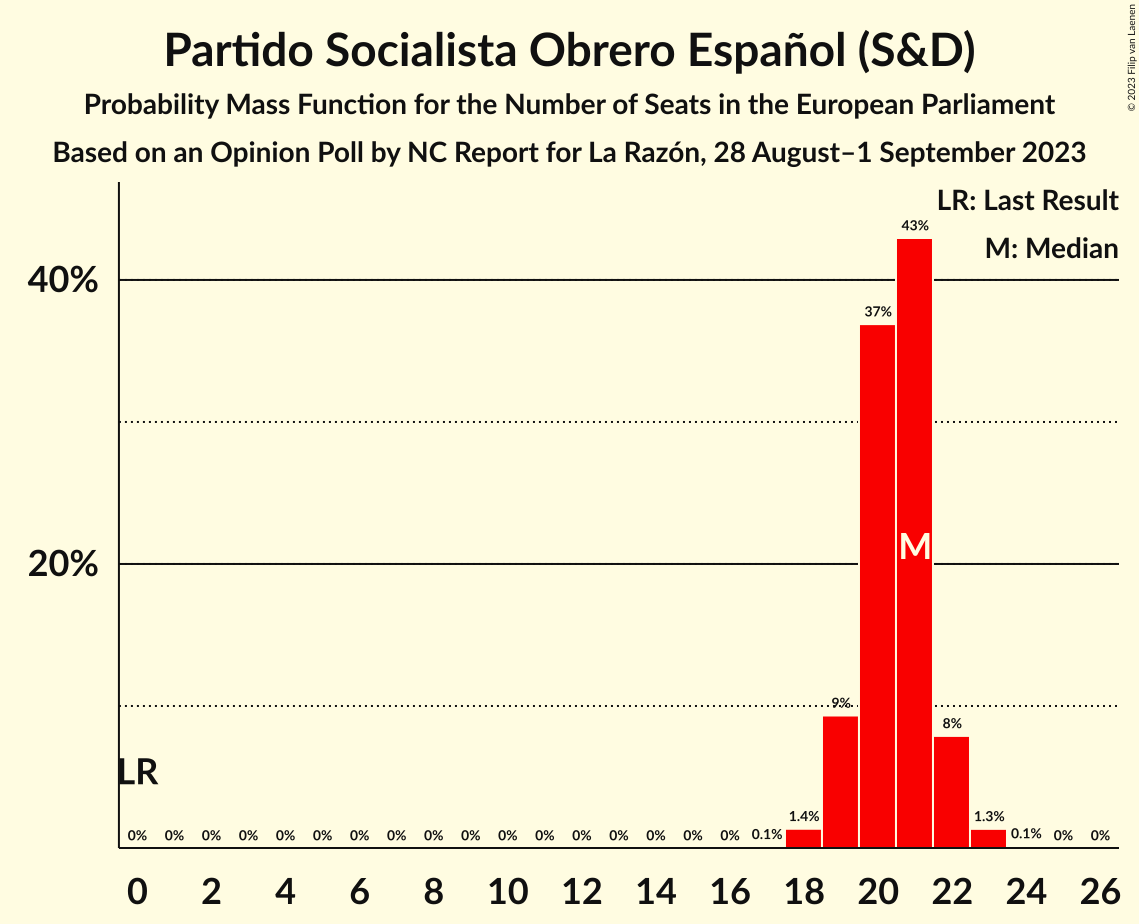 Partido Socialista Obrero Español (S&D)
Probability Mass Function for the Number of Seats in the European Parliament
Based on an Opinion Poll by NC Report for La Razón, 28 August–1 September 2023
© 2023 Filip van Laenen
LR: Last Result
M: Median
43%
40%
37%
M
20%
9%
8%
LR
0% 0% 0% 0% 0% 0% 0% 0% 0% 0% 0% 0% 0% 0% 0% 0% 0% 0.1% 1.4% 1.3% 0.1% 0% 0%
0 2 4 6 8 10 12 14 16 18 20 22 24 26